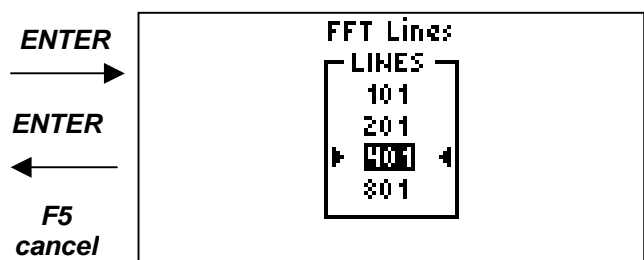 ENTER
ENTER
F5
cancel
FFT Lines
LINES
101
201
401
801